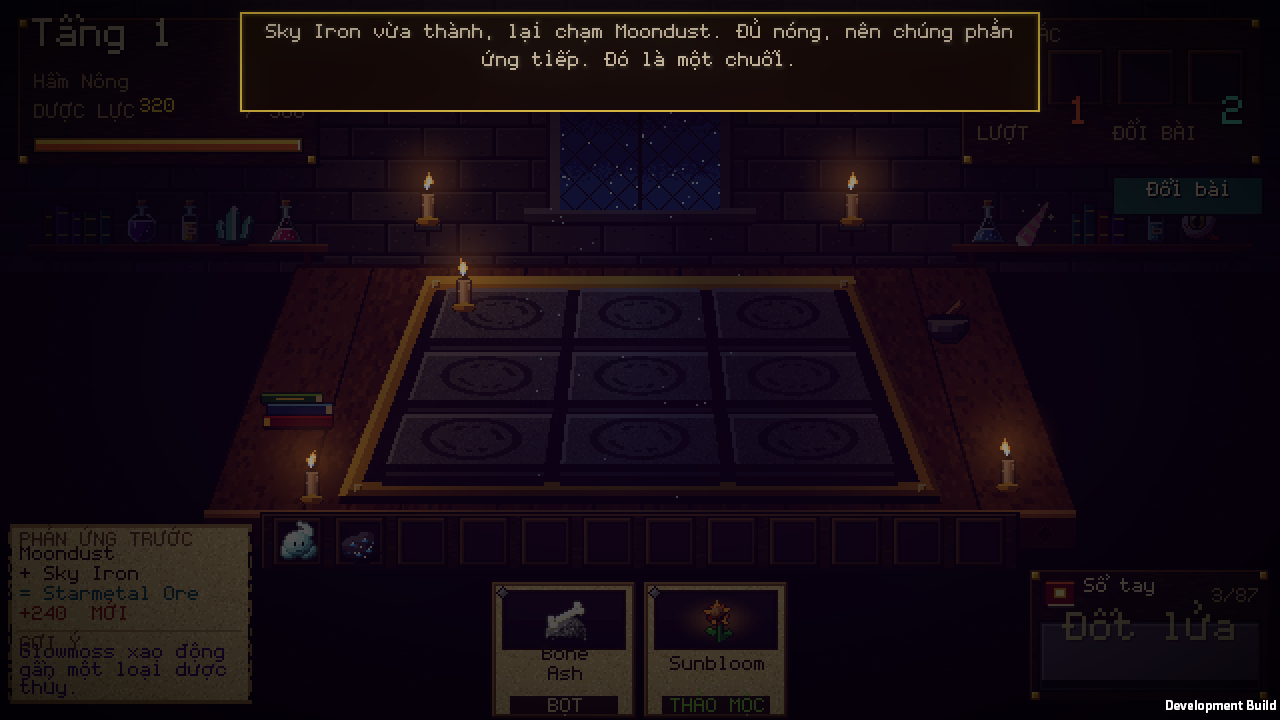 Sky Iron vừa thành, lại chạm Moondust. Đủ nóng, nên chúng phản
ứng tiếp. Đó là một chuỗi.
Tầng 1
Hầm Nông
DƯỢC LỰC 320
1
2
LƯỢT
ĐỔI BÀI
Đổi bài
PHẢN ỨNG TRƯỚC
Moondust
+ Sky Iron
= Starmetal Ore
+240 MỚI
GỢI Ý
Glowmoss xao động
gần một loại dược
thủy.
Bone
Ash
BỘT
Sunbloom
THẢO MỘC
Sổ tay
3/87
Đốt lửa
Development Build